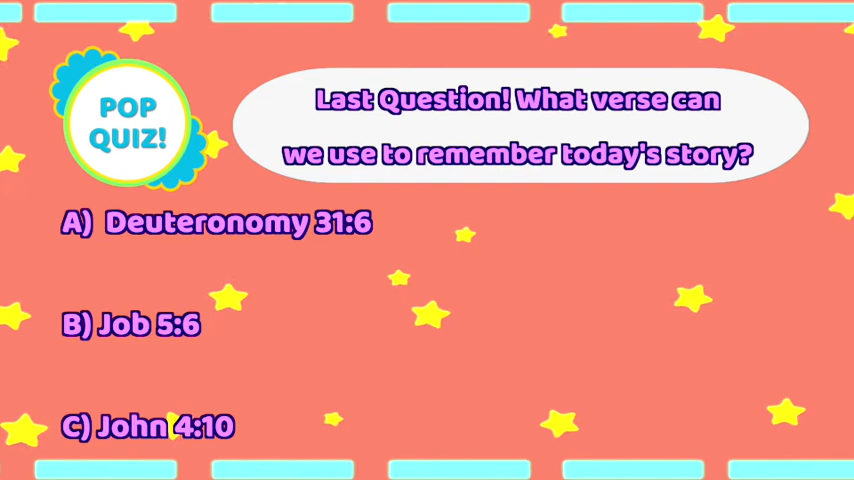 POP
QUIZ!
Last Question! What verse can
we use to remember today's story?
A) Deuteronomy 31:6
B) Job 5:6
C) John 4:10